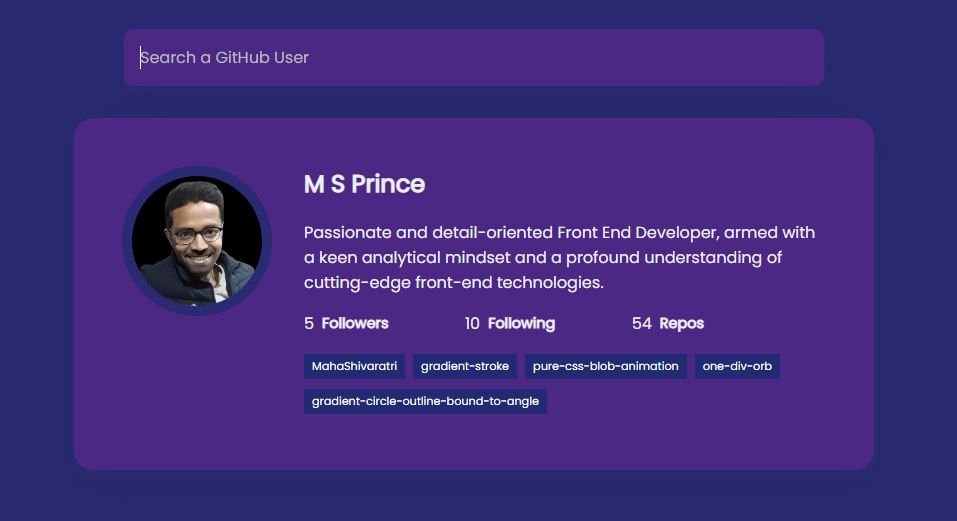 Search a GitHub User
M S Prince
Passionate and detail-oriented Front End Developer, armed with
a keen analytical mindset and a profound understanding of
cutting-edge front-end technologies.
5 Followers 10 Following 54 Repos
MahaShivaratri gradient-stroke pure-css-blob-animation one-div-orb
gradient-circle-outline-bound-to-angle